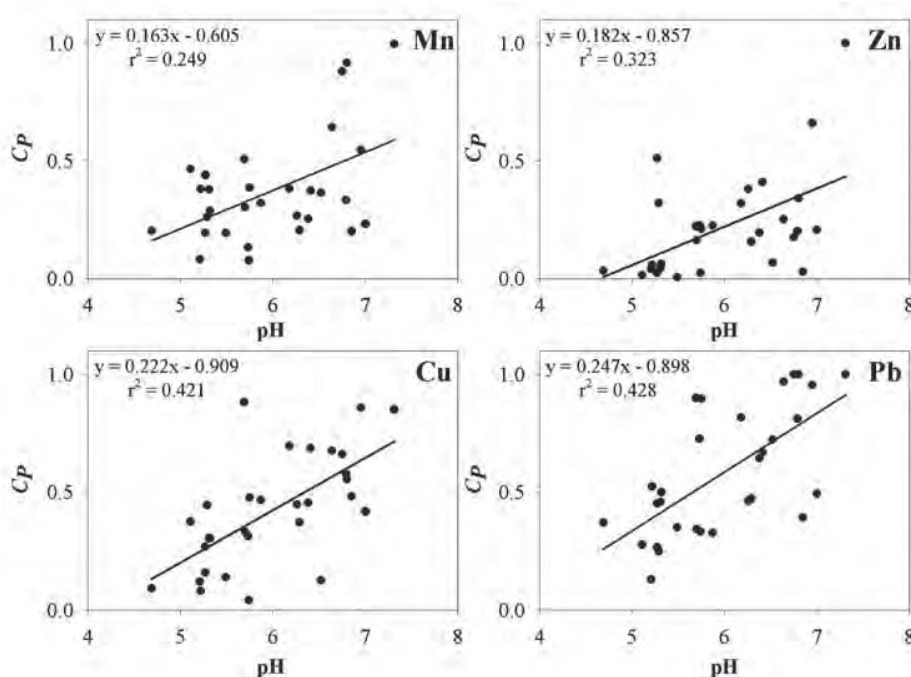 y = 0.163x - 0.605
r² = 0.249
Mn
1.0
0.5
0.0
Cp
4 5 6 7 8
pH
y = 0.182x - 0.857
r² = 0.323
Zn
1.0
0.5
0.0
Cp
4 5 6 7 8
pH
y = 0.222x - 0.909
r² = 0.421
Cu
1.0
0.5
0.0
Cp
4 5 6 7 8
pH
y = 0.247x - 0.898
r² = 0.428
Pb
1.0
0.5
0.0
Cp
4 5 6 7 8
pH